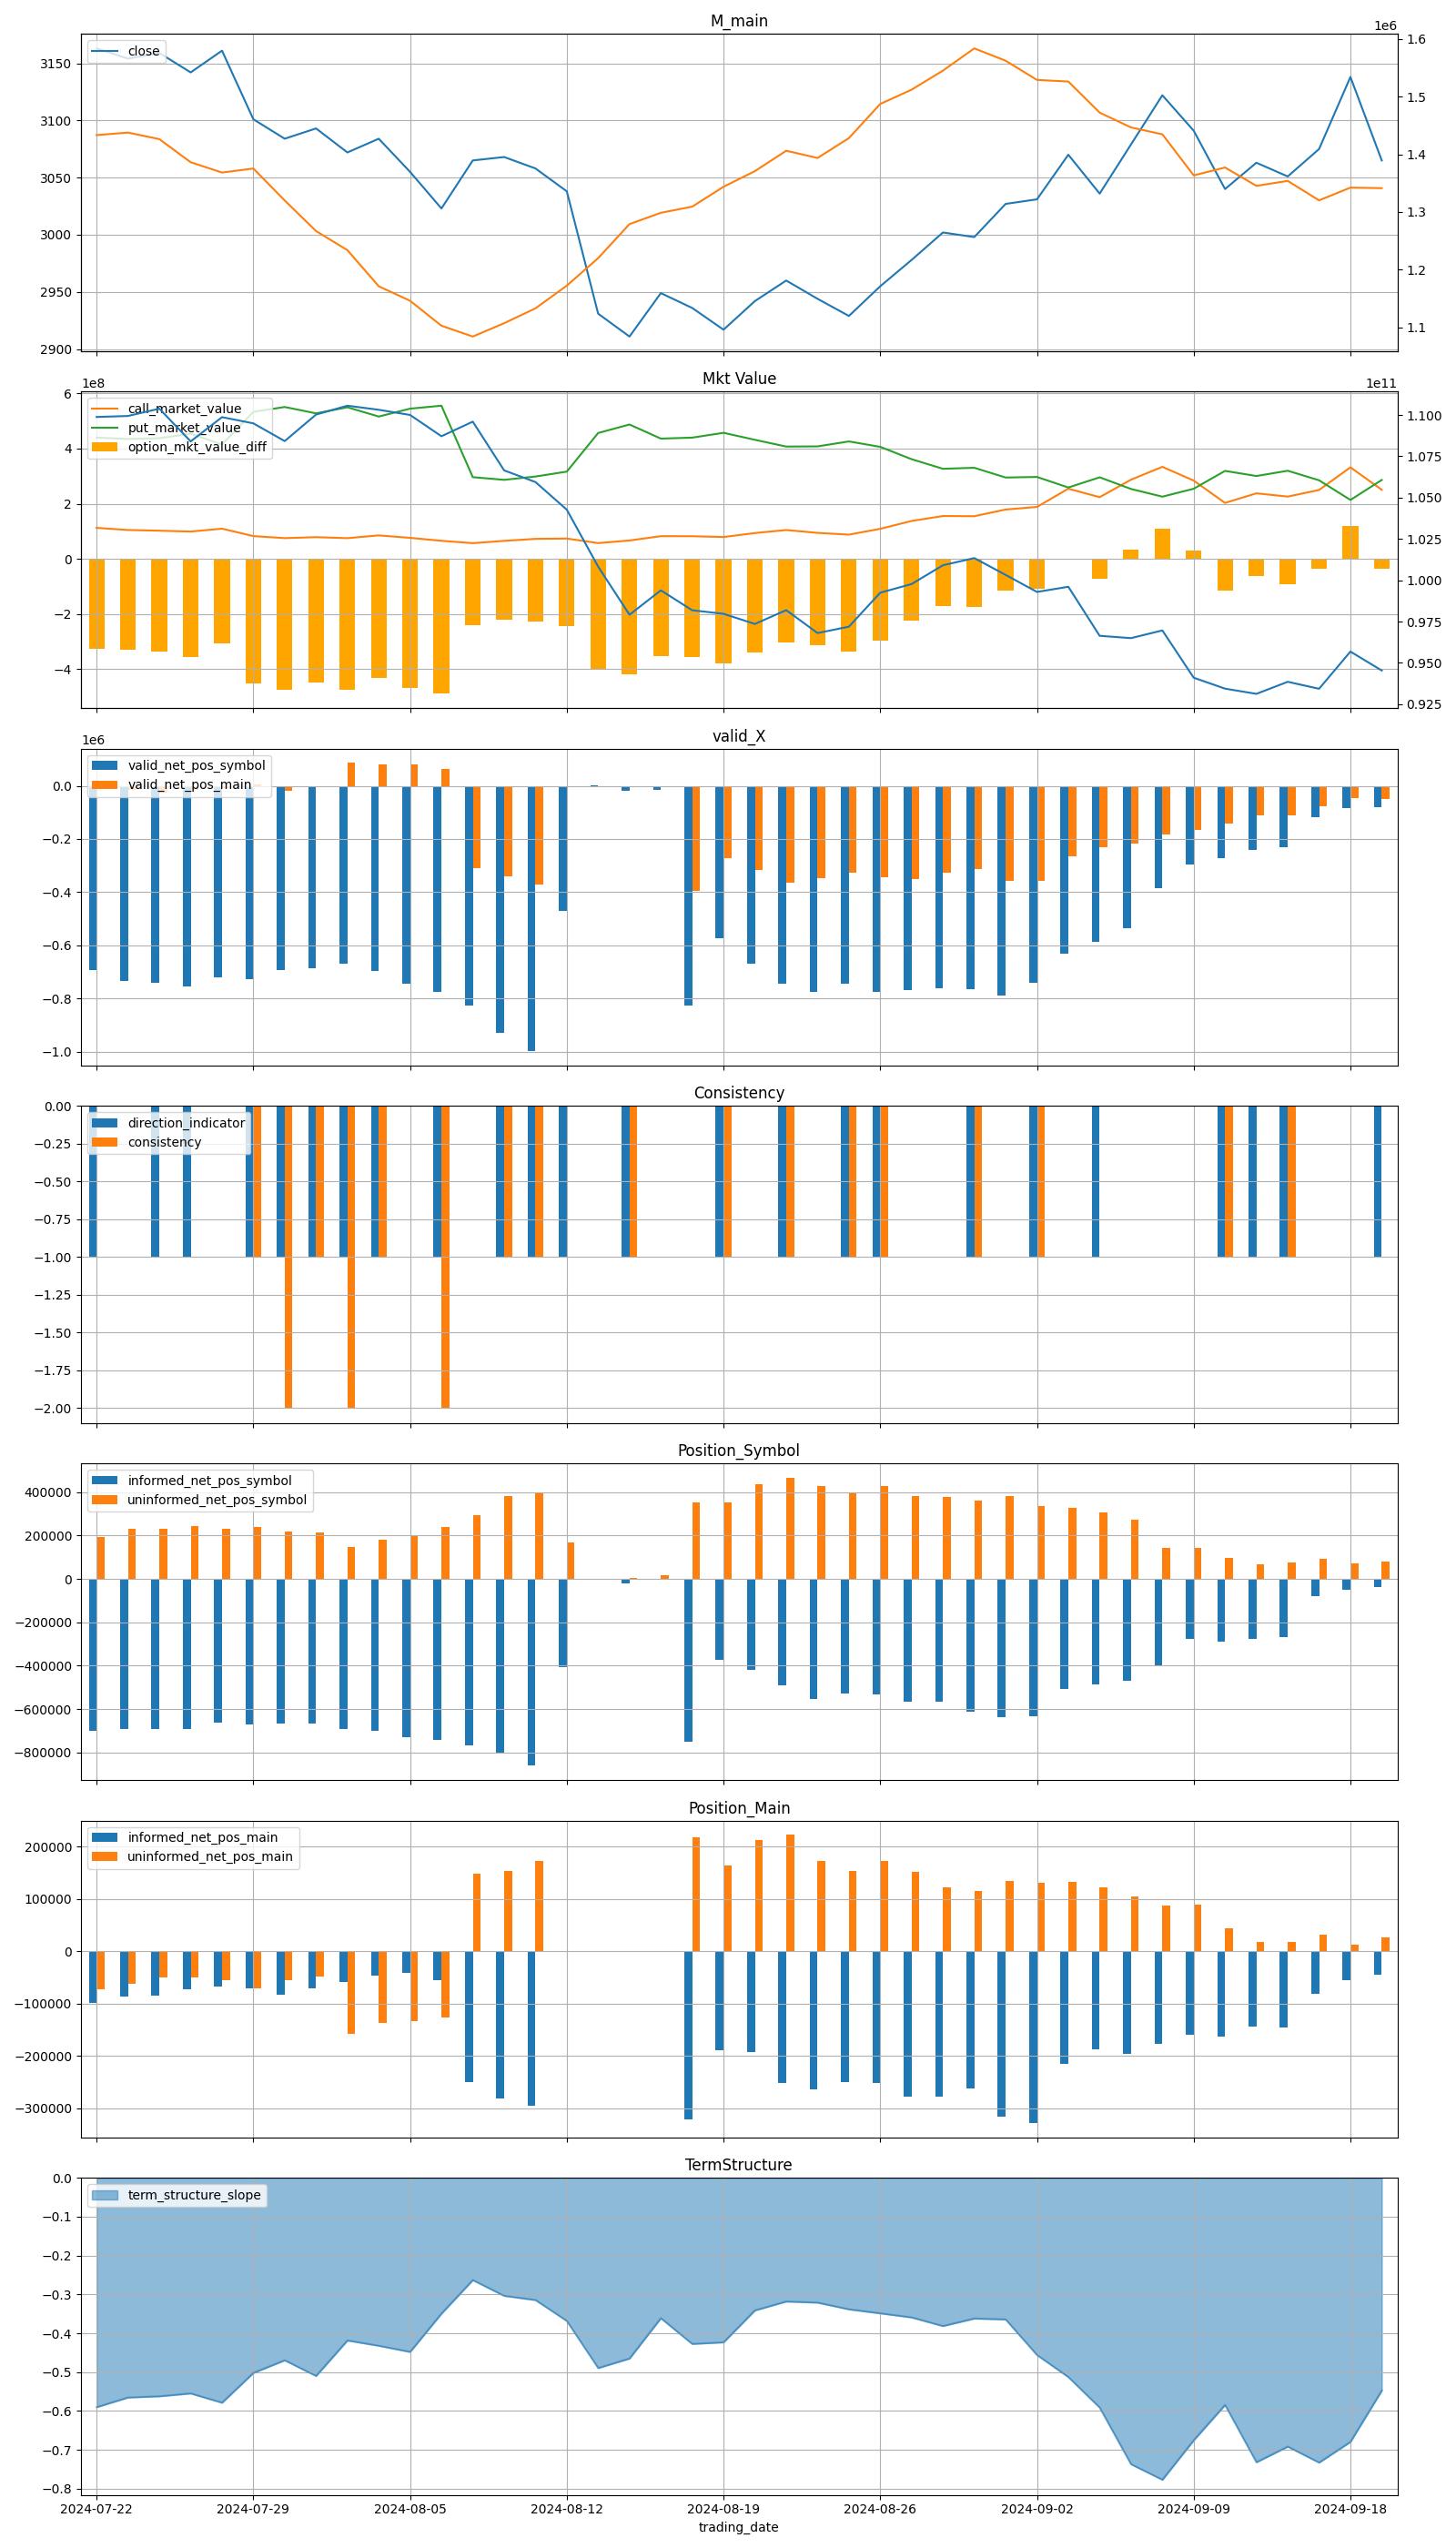 M_main
1e6
close
3150
3100
3050
3000
2950
2900
1.6
1.5
1.4
1.3
1.2
1.1
Mkt Value
1e8
1e11
call_market_value
put_market_value
option_mkt_value_diff
6
4
2
0
−2
−4
1.100
1.075
1.050
1.025
1.000
0.975
0.950
0.925
valid_X
1e6
valid_net_pos_symbol
valid_net_pos_main
0.0
−0.2
−0.4
−0.6
−0.8
−1.0
Consistency
direction_indicator
consistency
0.00
−0.25
−0.50
−0.75
−1.00
−1.25
−1.50
−1.75
−2.00
Position_Symbol
informed_net_pos_symbol
uninformed_net_pos_symbol
400000
200000
0
−200000
−400000
−600000
−800000
Position_Main
informed_net_pos_main
uninformed_net_pos_main
200000
100000
0
−100000
−200000
−300000
TermStructure
term_structure_slope
0.0
−0.1
−0.2
−0.3
−0.4
−0.5
−0.6
−0.7
−0.8
2024-07-22 2024-07-29 2024-08-05 2024-08-12 2024-08-19 2024-08-26 2024-09-02 2024-09-09 2024-09-18
trading_date